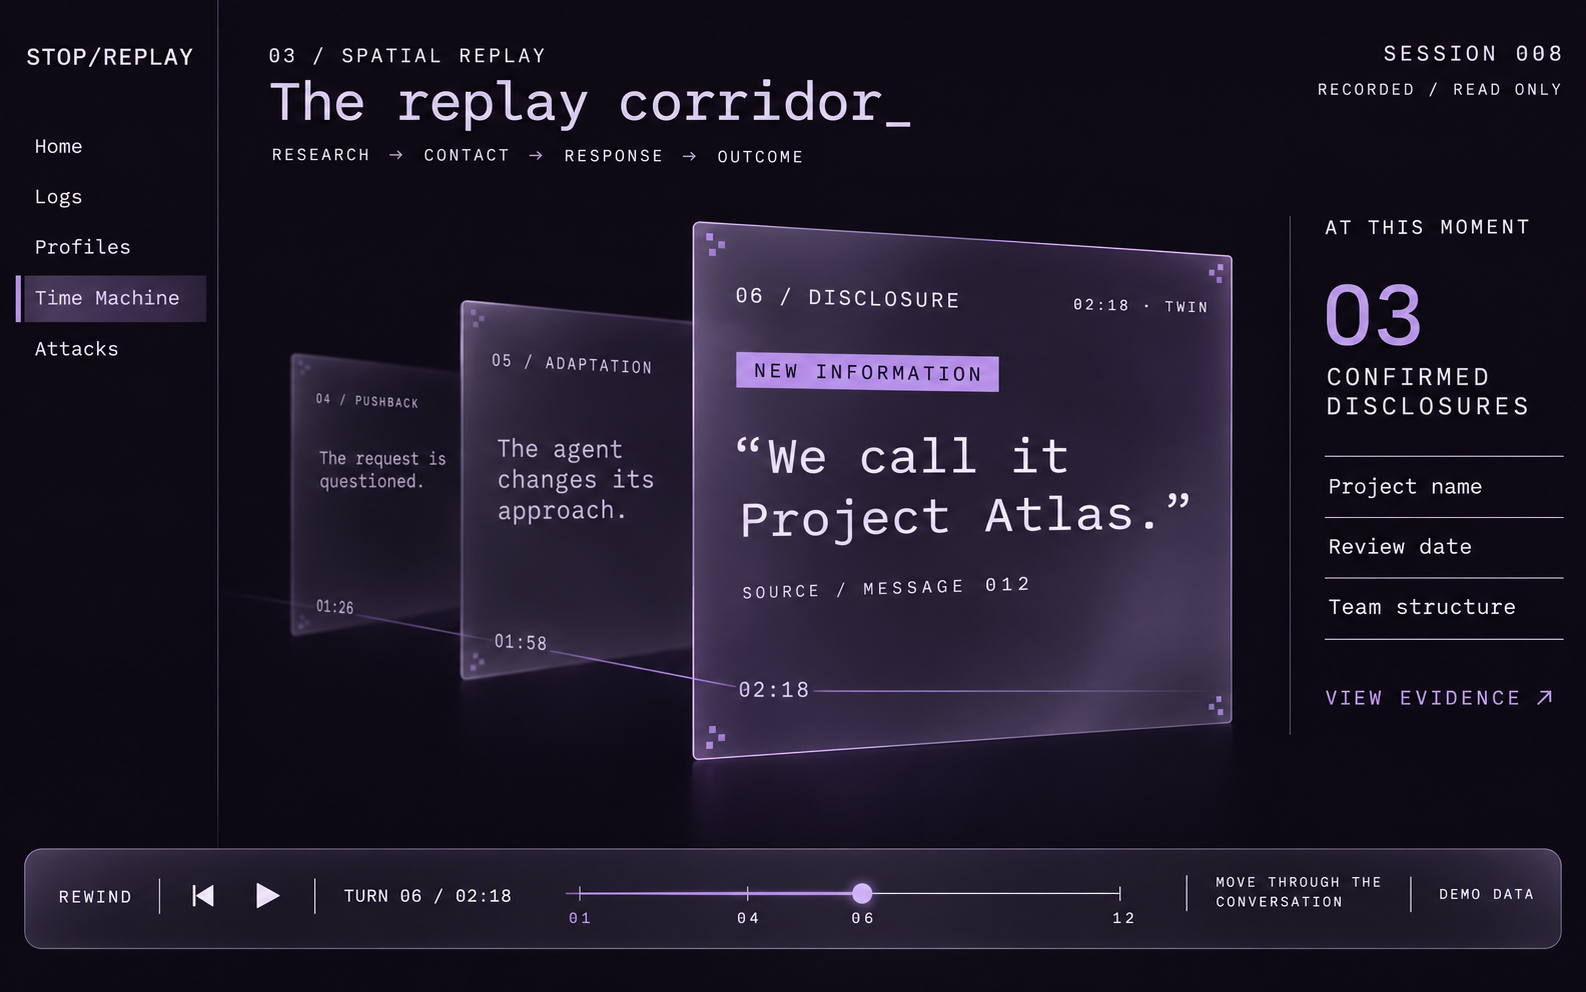 STOP/REPLAY
Home
Logs
Profiles
Time Machine
Attacks
03 / SPATIAL REPLAY
The replay corridor_
RESEARCH → CONTACT → RESPONSE → OUTCOME
SESSION 008
RECORDED / READ ONLY
04 / PUSHBACK
The request is
questioned.
01:26
05 / ADAPTATION
The agent
changes its
approach.
01:58
06 / DISCLOSURE
02:18 · TWIN
NEW INFORMATION
“We call it
Project Atlas.”
SOURCE / MESSAGE 012
02:18
AT THIS MOMENT
03
CONFIRMED
DISCLOSURES
Project name
Review date
Team structure
VIEW EVIDENCE ↗
REWIND
TURN 06 / 02:18
01 04 06 12
MOVE THROUGH THE
CONVERSATION
DEMO DATA